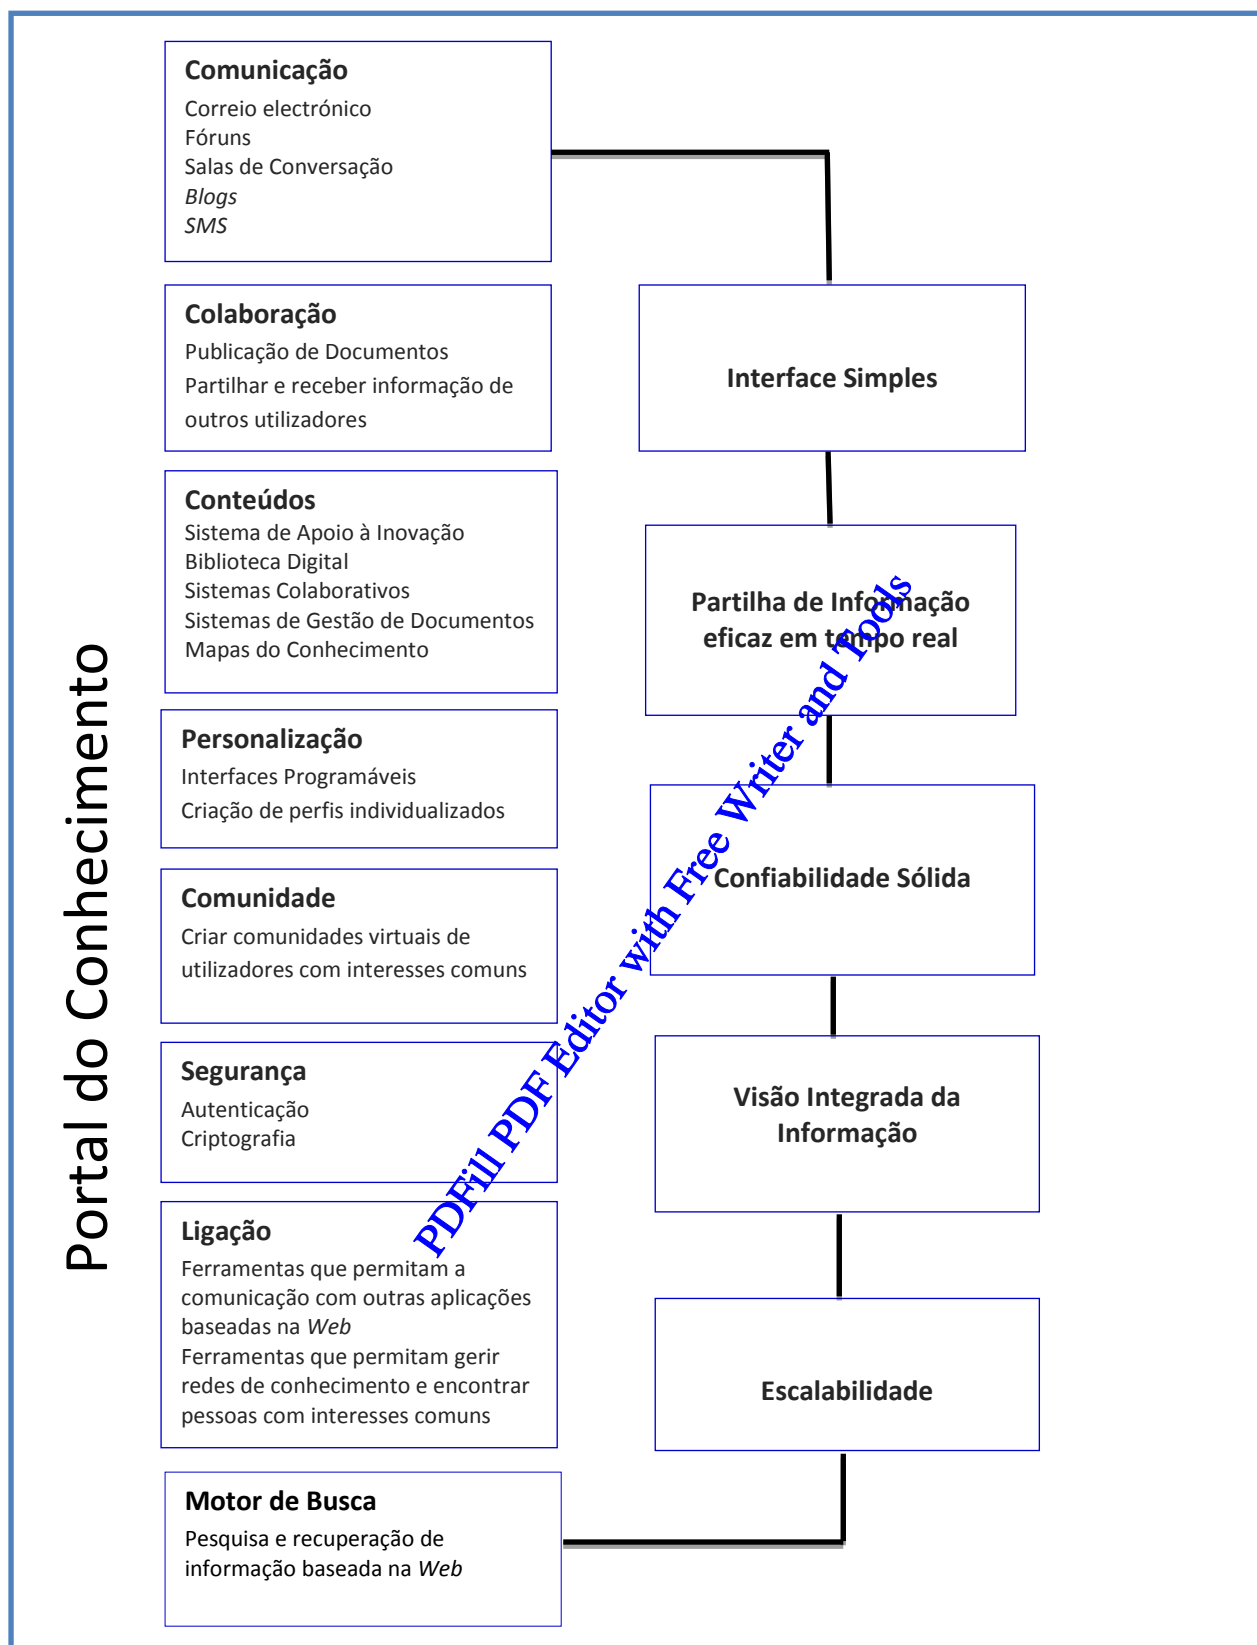 Portal do Conhecimento
Comunicação
Correio electrónico
Fóruns
Salas de Conversação
Blogs
SMS
Colaboração
Publicação de Documentos
Partilhar e receber informação de
outros utilizadores
Conteúdos
Sistema de Apoio à Inovação
Biblioteca Digital
Sistemas Colaborativos
Sistemas de Gestão de Documentos
Mapas do Conhecimento
Personalização
Interfaces Programáveis
Criação de perfis individualizados
Comunidade
Criar comunidades virtuais de
utilizadores com interesses comuns
Segurança
Autenticação
Criptografia
Ligação
Ferramentas que permitam a
comunicação com outras aplicações
baseadas na Web
Ferramentas que permitam gerir
redes de conhecimento e encontrar
pessoas com interesses comuns
Motor de Busca
Pesquisa e recuperação de
informação baseada na Web
Interface Simples
Partilha de Informação
eficaz em tempo real
Confiabilidade Sólida
Visão Integrada da
Informação
Escalabilidade
PDFill PDF Editor with Free Writer and Tools